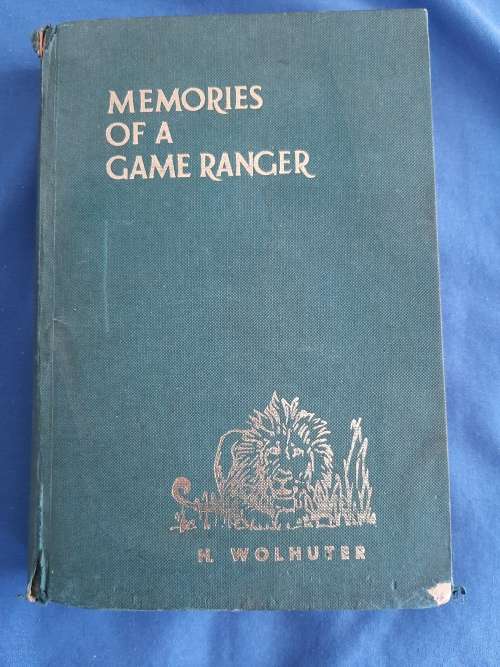 MEMORIES
OF A
GAME RANGER
H. WOLHUTER